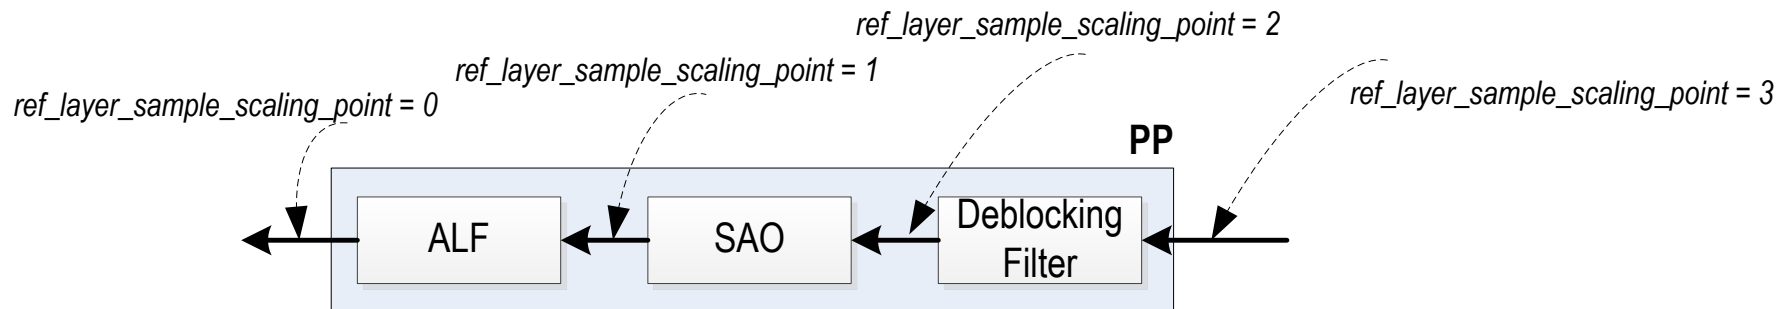 ref_layer_sample_scaling_point = 2
ref_layer_sample_scaling_point = 1
ref_layer_sample_scaling_point = 3
ref_layer_sample_scaling_point = 0
PP
ALF
SAO
Deblocking
Filter